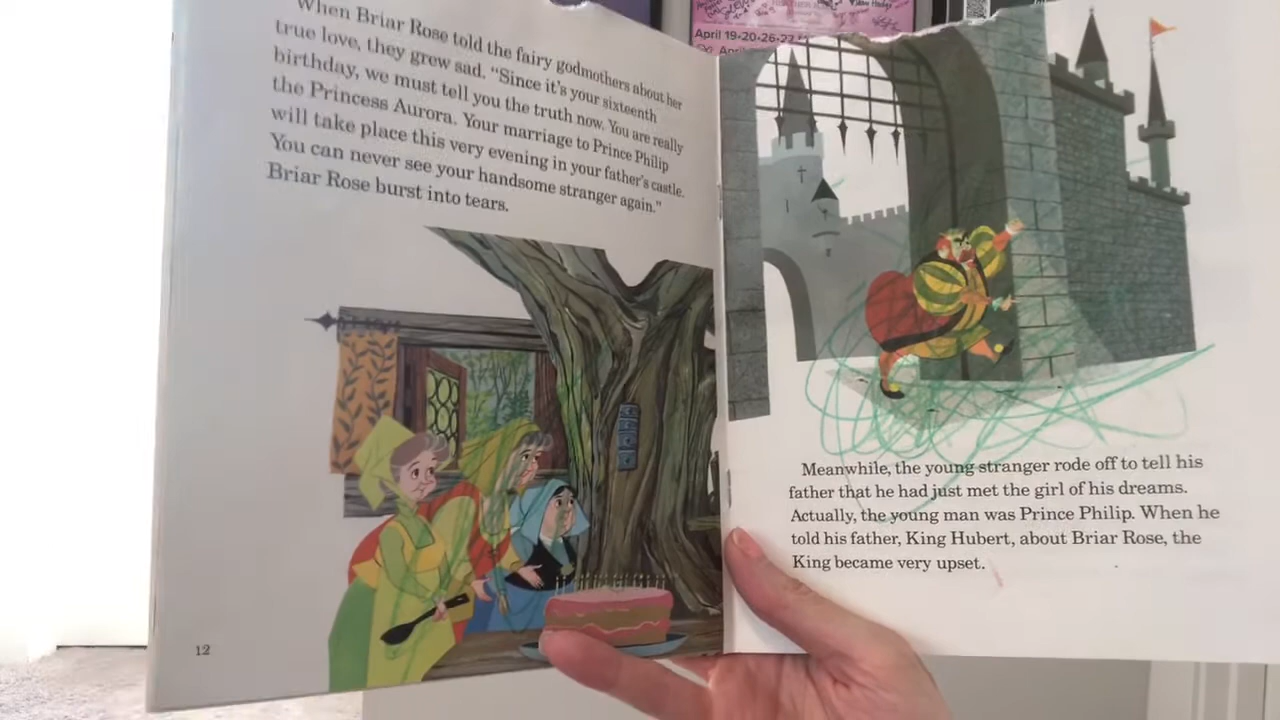 April 19•20•26•27
When Briar Rose told the fairy godmothers about her
true love, they grew sad. “Since it’s your sixteenth
birthday, we must tell you the truth now. You are really
the Princess Aurora. Your marriage to Prince Philip
will take place this very evening in your father’s castle.
You can never see your handsome stranger again.”
Briar Rose burst into tears.
12
Meanwhile, the young stranger rode off to tell his
father that he had just met the girl of his dreams.
Actually, the young man was Prince Philip. When he
told his father, King Hubert, about Briar Rose, the
King became very upset.